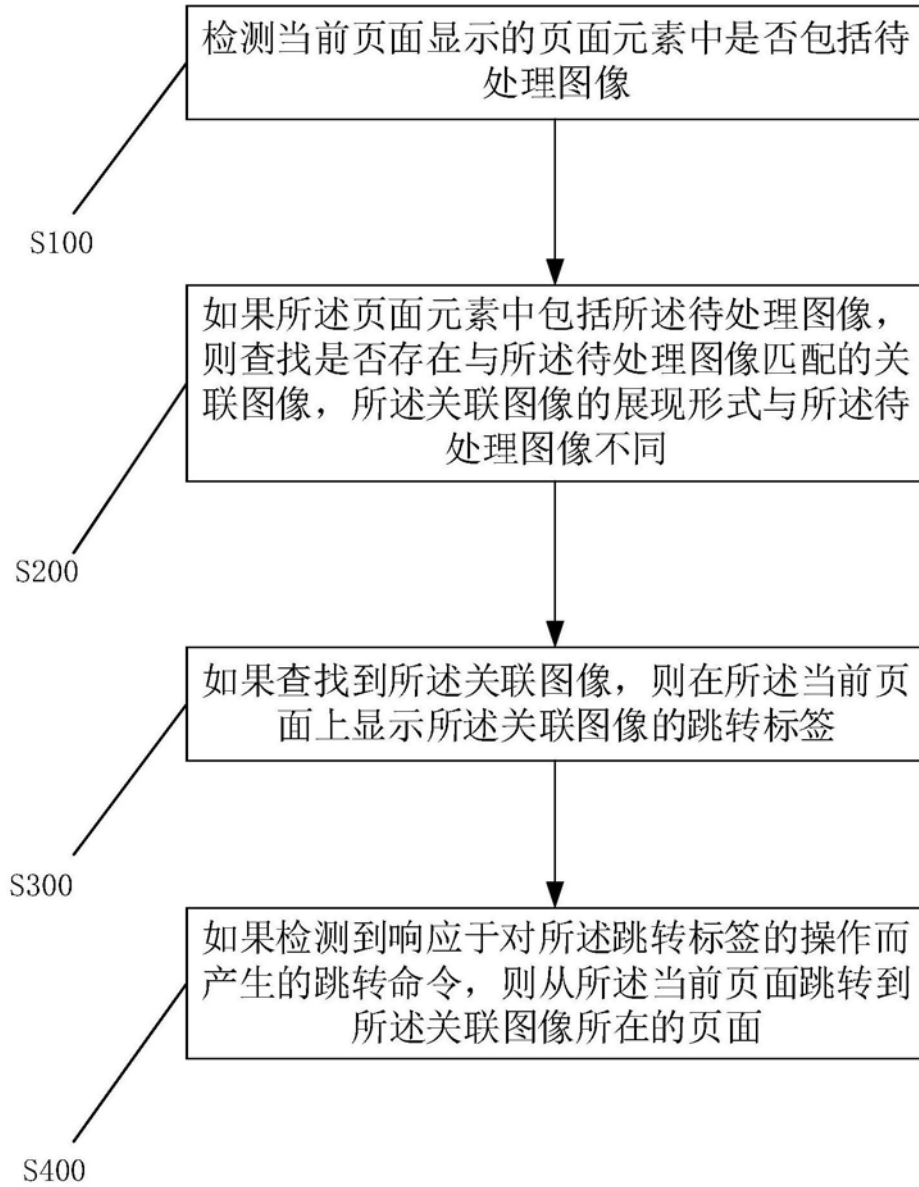 检测当前页面显示的页面元素中是否包括待
处理图像
S100
如果所述页面元素中包括所述待处理图像，
则查找是否存在与所述待处理图像匹配的关
联图像，所述关联图像的展现形式与所述待
处理图像不同
S200
如果查找到所述关联图像，则在所述当前页
面上显示所述关联图像的跳转标签
S300
如果检测到响应于对所述跳转标签的操作而
产生的跳转命令，则从所述当前页面跳转到
所述关联图像所在的页面
S400